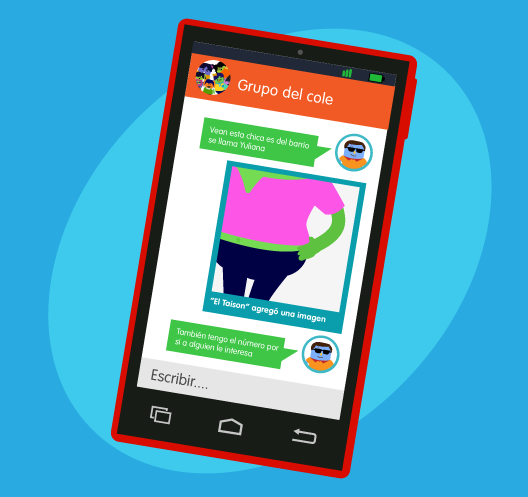 Grupo del cole
Vean esta chica es del barrio
se llama Yuliana
"El Taison" agregó una imagen
También tengo el número por
si a alguien le interesa
Escribir....